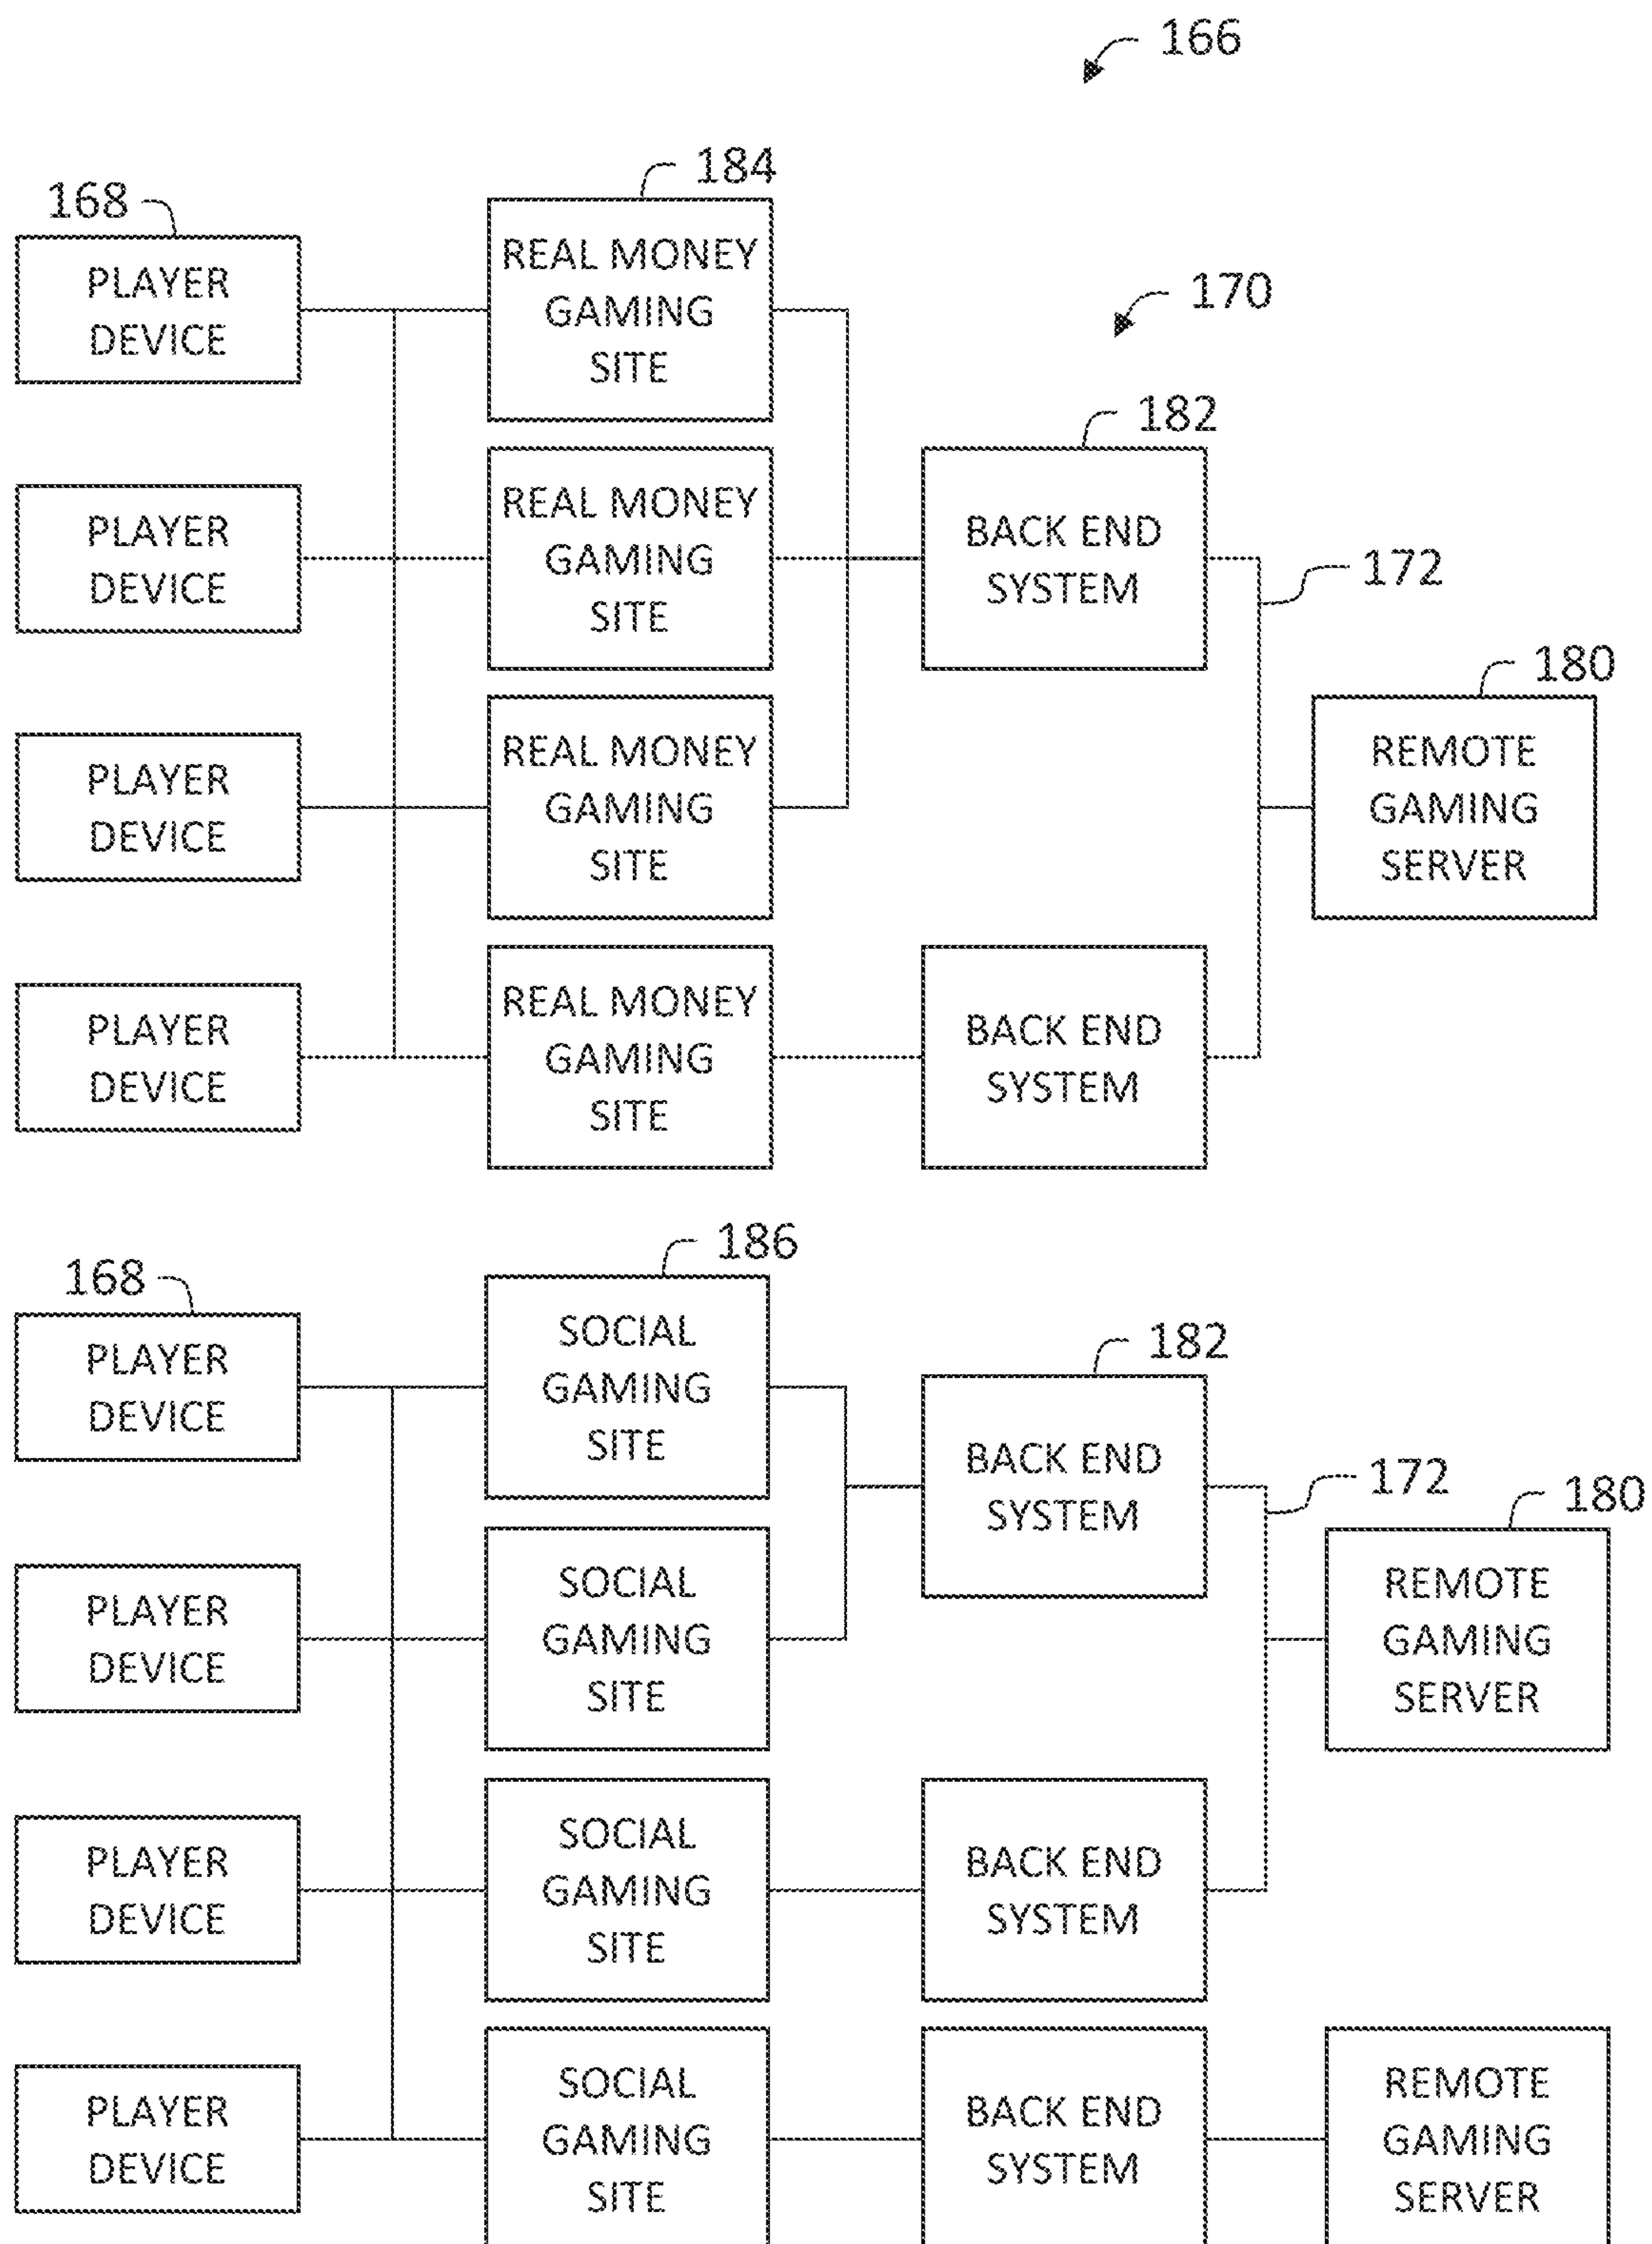 166
184
168
REAL MONEY
GAMING
SITE
PLAYER
DEVICE
170
182
REAL MONEY
GAMING
SITE
PLAYER
DEVICE
BACK END
SYSTEM
172
180
REAL MONEY
GAMING
SITE
PLAYER
DEVICE
REMOTE
GAMING
SERVER
REAL MONEY
GAMING
SITE
PLAYER
DEVICE
BACK END
SYSTEM
186
168
SOCIAL
GAMING
SITE
PLAYER
DEVICE
182
BACK END
SYSTEM
172
180
SOCIAL
GAMING
SITE
PLAYER
DEVICE
REMOTE
GAMING
SERVER
SOCIAL
GAMING
SITE
PLAYER
DEVICE
BACK END
SYSTEM
SOCIAL
GAMING
SITE
PLAYER
DEVICE
BACK END
SYSTEM
REMOTE
GAMING
SERVER